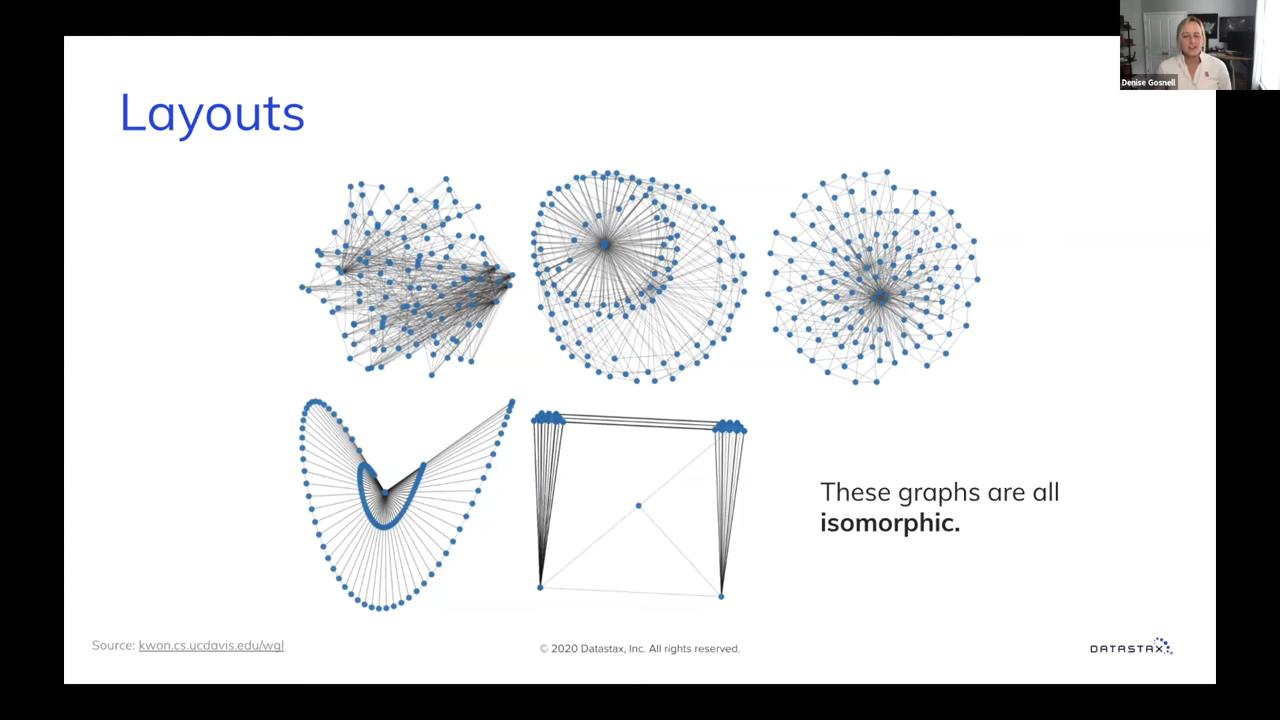 Denise Gosnell
Layouts
These graphs are all
isomorphic.
Source: kwon.cs.ucdavis.edu/wgl
© 2020 Datastax, Inc. All rights reserved.
DATASTAX